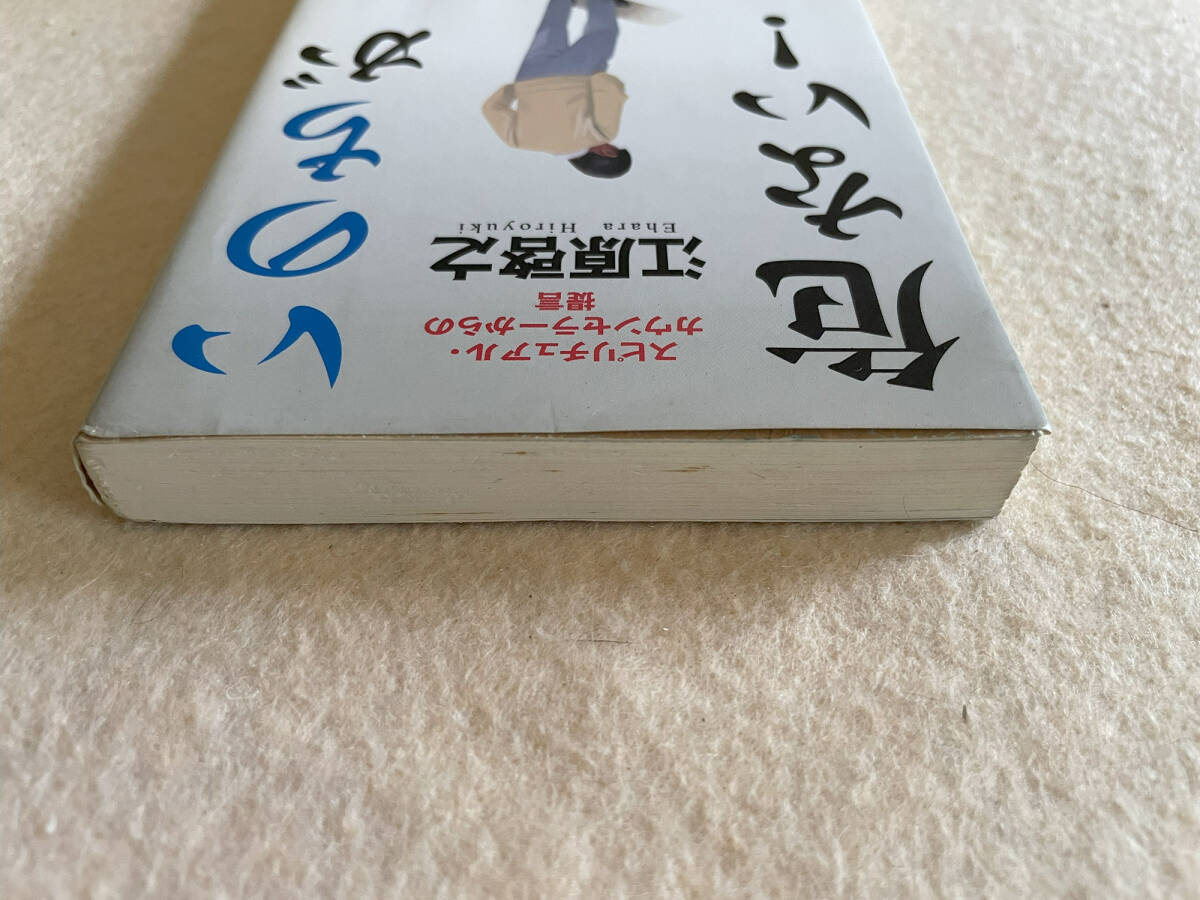 いのちが
危ない！
スピリチュアル・
カウンセラーからの
提言
江原啓之
Ehara Hiroyuki